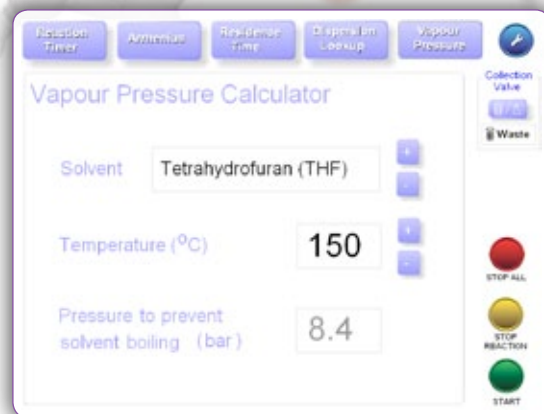 Reaction
Timer
Arrhenius
Residence
Time
Dispersion
Lookup
Vapour
Pressure
Collection
Valve
Waste
Vapour Pressure Calculator
Solvent
Tetrahydrofuran (THF)
+
-
Temperature (°C)
150
+
-
Pressure to prevent
solvent boiling (bar)
8.4
STOP ALL
STOP
REACTION
START